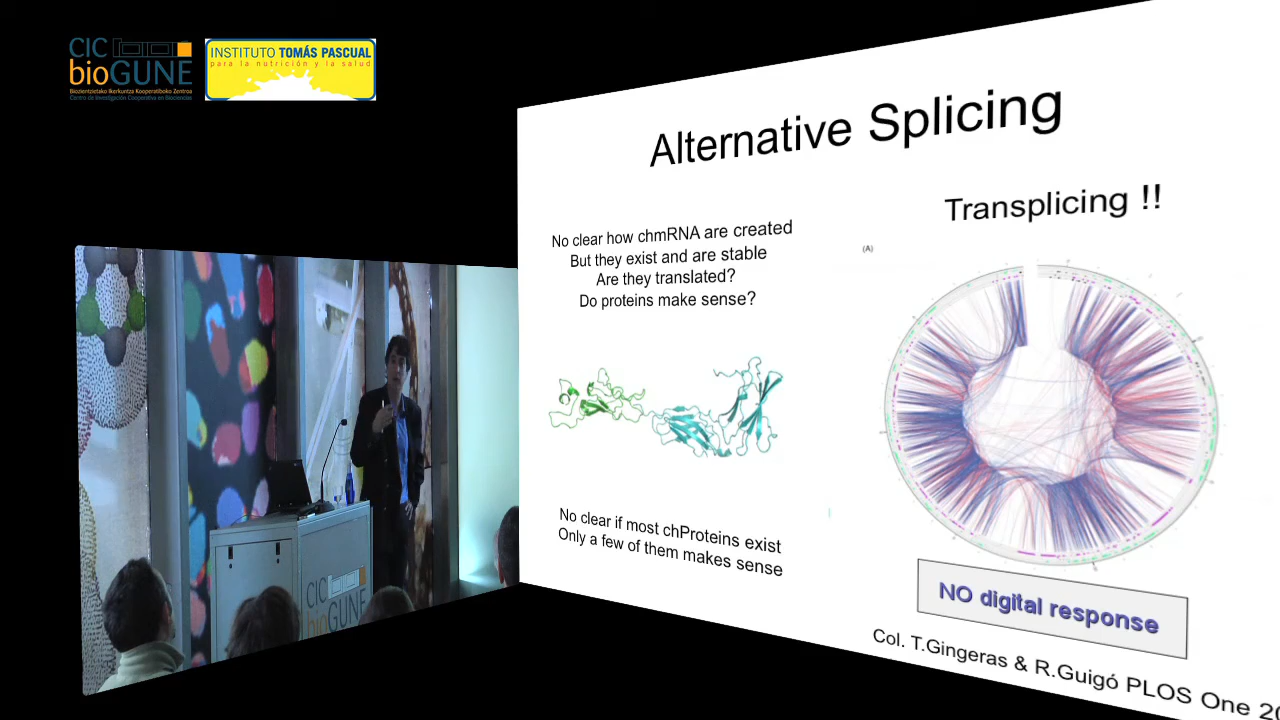 CIC
bioGUNE
Biozientzietako Ikerkuntza Kooperatiboko Zentroa
Centro de Investigación Cooperativa en Biociencias
INSTITUTO TOMÁS PASCUAL
para la nutrición y la salud
Alternative Splicing
Transplicing !!
No clear how chmRNA are created
But they exist and are stable
Are they translated?
Do proteins make sense?
(A)
No clear if most chProteins exist
Only a few of them makes sense
NO digital response
Col. T.Gingeras & R.Guigó PLOS One 20
CIC
bioGUNE